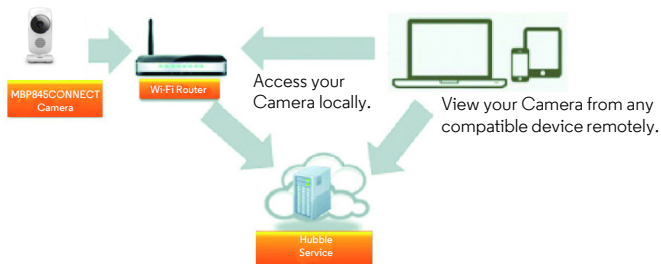 MBP845CONNECT
Camera
Wi-Fi Router
Access your
Camera locally.
View your Camera from any
compatible device remotely.
Hubble
Service